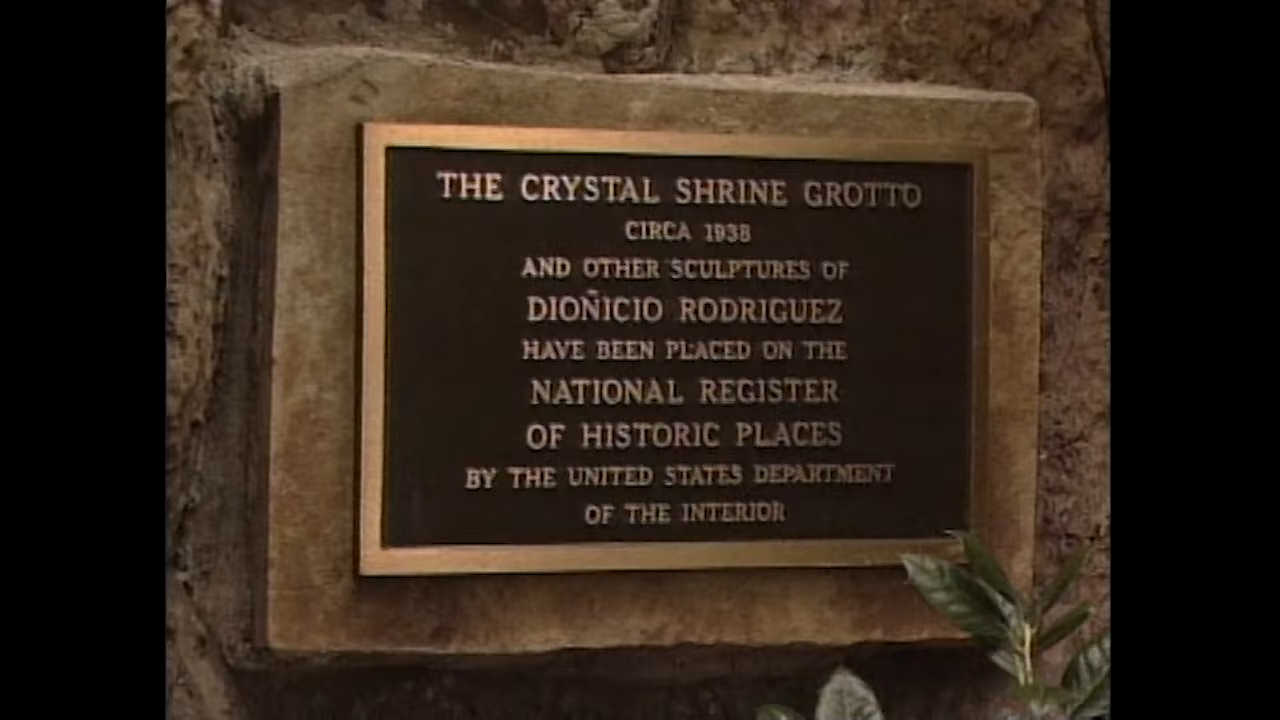 THE CRYSTAL SHRINE GROTTO
CIRCA 1938
AND OTHER SCULPTURES OF
DIOÑICIO RODRIGUEZ
HAVE BEEN PLACED ON THE
NATIONAL REGISTER
OF HISTORIC PLACES
BY THE UNITED STATES DEPARTMENT
OF THE INTERIOR